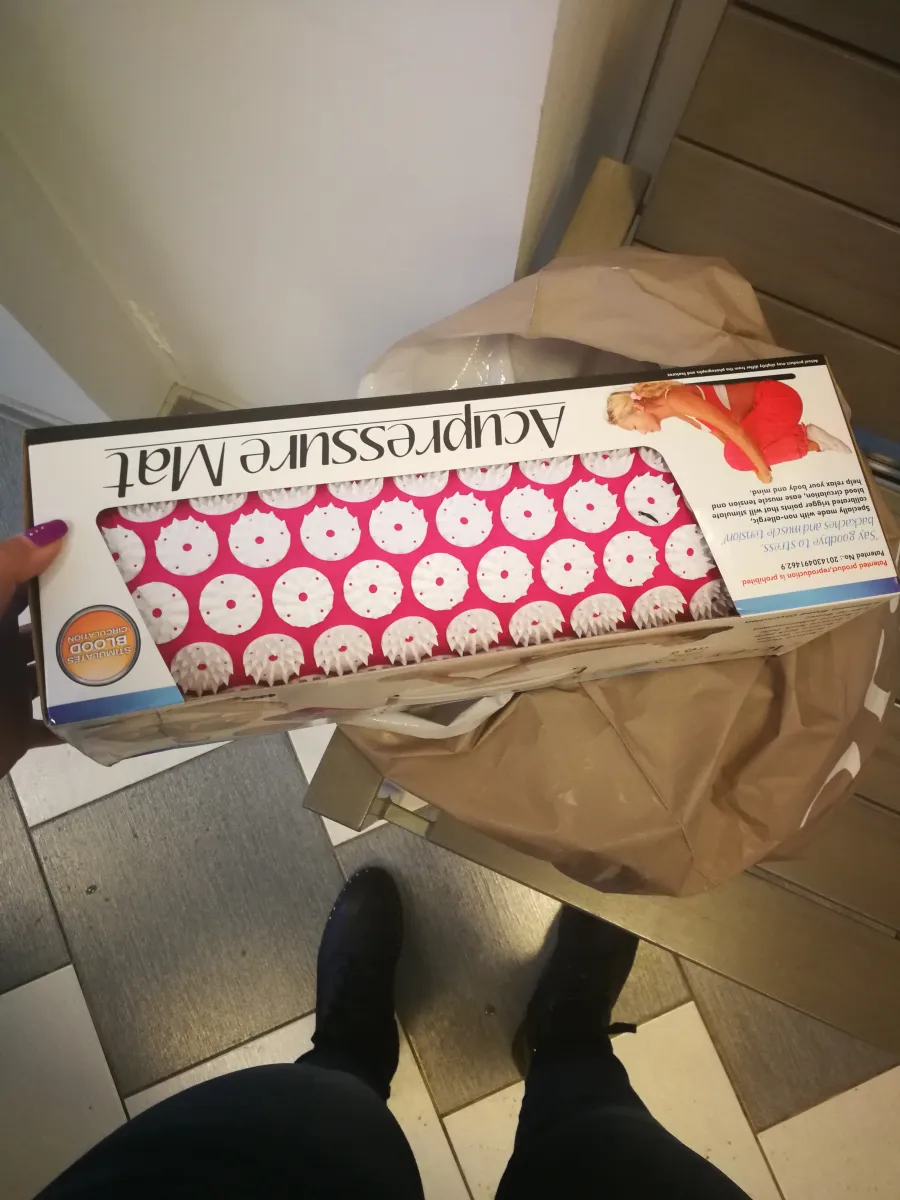 Acupressure Mat
Actual product may slightly differ from the photographs and features
Patented product,reproduction is prohibited
Patented No.: 201430491462.9
'Say goodbye to stress,
backaches and muscle tension'
Specially made with non-allergic,
calibrated trigger points that will stimulate
blood circulation, ease muscle tension and
help relax your body and mind.
STIMULATES
BLOOD
CIRCULATION